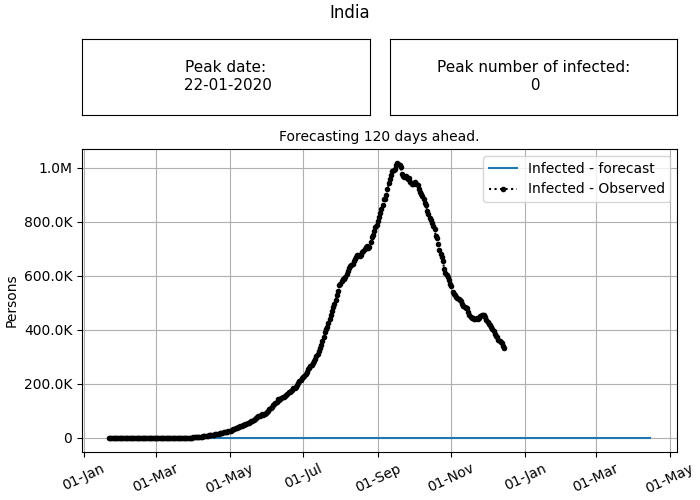 India
Peak date:
22-01-2020
Peak number of infected:
0
Forecasting 120 days ahead.
Infected - forecast
Infected - Observed
Persons
1.0M
800.0K
600.0K
400.0K
200.0K
0
01-Jan
01-Mar
01-May
01-Jul
01-Sep
01-Nov
01-Jan
01-Mar
01-May